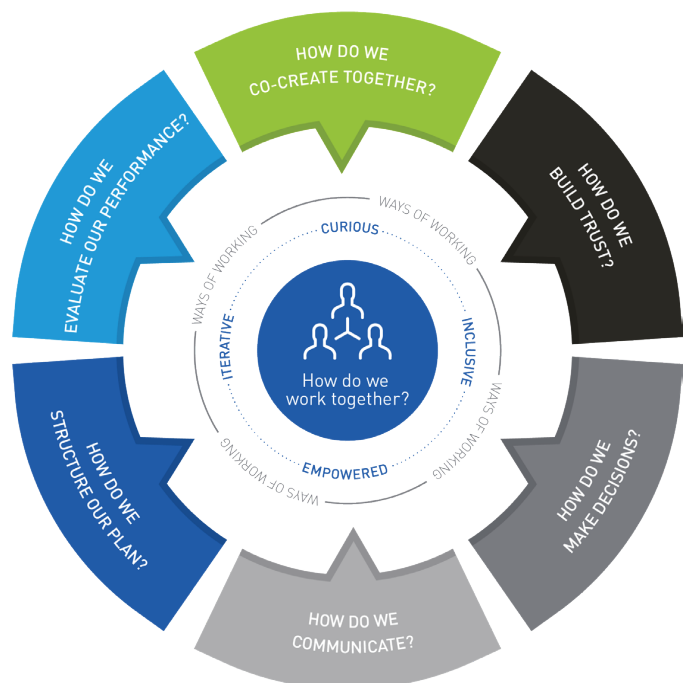 HOW DO WE
CO-CREATE TOGETHER?
HOW DO WE
BUILD TRUST?
HOW DO WE
MAKE DECISIONS?
HOW DO WE
COMMUNICATE?
HOW DO WE
STRUCTURE OUR PLAN?
HOW DO WE
EVALUATE OUR PERFORMANCE?
WAYS OF WORKING
WAYS OF WORKING
WAYS OF WORKING
WAYS OF WORKING
CURIOUS
INCLUSIVE
EMPOWERED
ITERATIVE
How do we
work together?